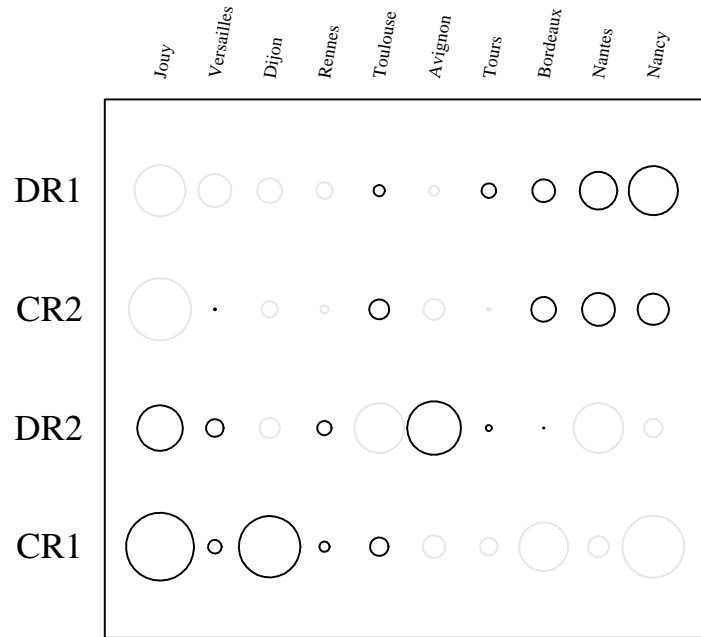 Jouy
Versailles
Dijon
Rennes
Toulouse
Avignon
Tours
Bordeaux
Nantes
Nancy
DR1
CR2
DR2
CR1